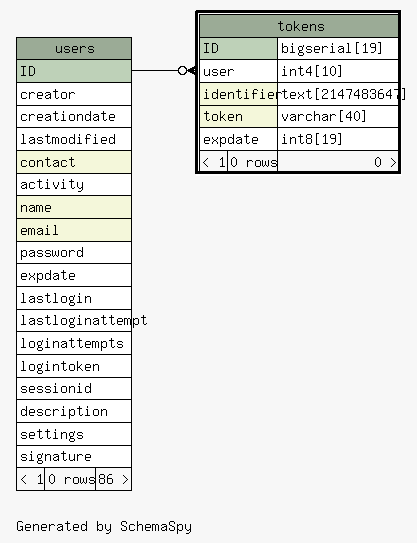 tokens
ID bigserial[19]
user int4[10]
identifier text[2147483647]
token varchar[40]
expdate int8[19]
< 1 0 rows 0 >
users
ID
creator
creationdate
lastmodified
contact
activity
name
email
password
expdate
lastlogin
lastloginattempt
loginattempts
logintoken
sessionid
description
settings
signature
< 1 0 rows 86 >
Generated by SchemaSpy